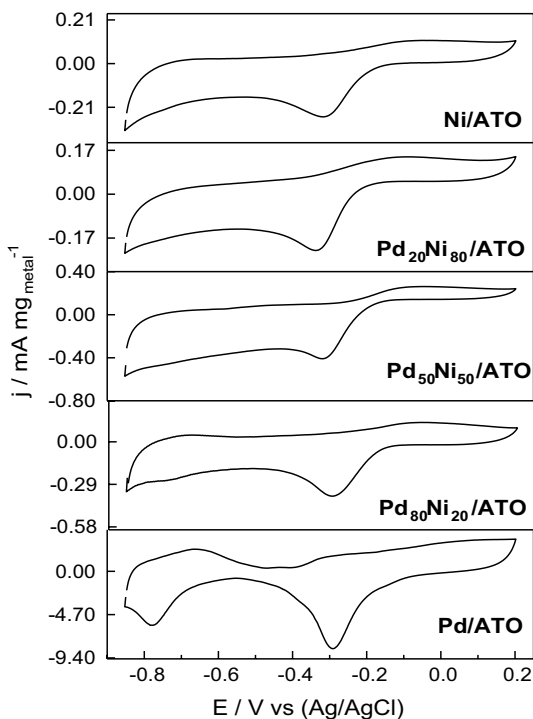 0.21
0.00
-0.21
Ni/ATO
0.17
0.00
-0.17
Pd20Ni80/ATO
0.40
0.00
-0.40
Pd50Ni50/ATO
-0.80
0.00
-0.29
Pd80Ni20/ATO
-0.58
0.00
-4.70
Pd/ATO
-9.40
-0.8 -0.6 -0.4 -0.2 0.0 0.2
E / V vs (Ag/AgCl)
j / mA mg_metal^-1